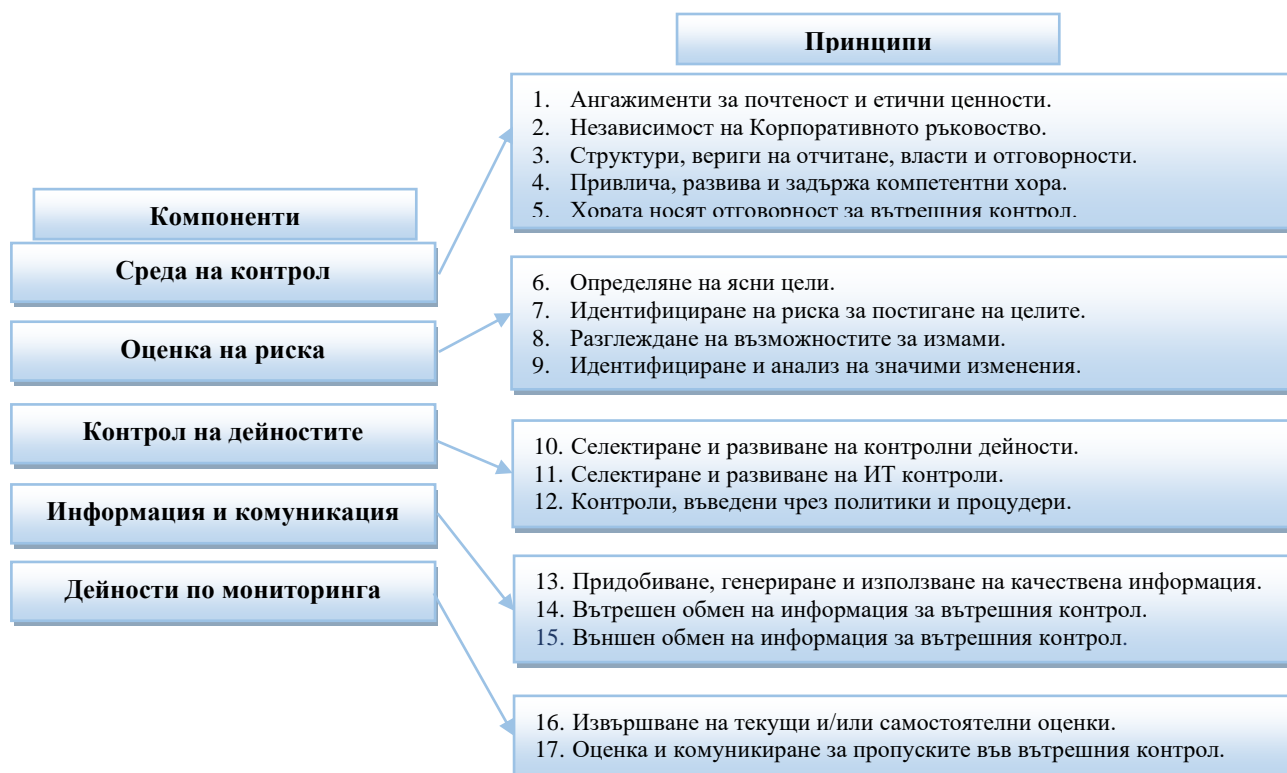 Принципи
1. Ангажименти за почтеност и етични ценности.
2. Независимост на Корпоративното ръковоство.
3. Структури, вериги на отчитане, власти и отговорности.
4. Привлича, развива и задържа компетентни хора.
5. Хората носят отговорност за вътрешния контрол.
Компоненти
Среда на контрол
6. Определяне на ясни цели.
7. Идентифициране на риска за постигане на целите.
8. Разглеждане на възможностите за измами.
9. Идентифициране и анализ на значими изменения.
Оценка на риска
Контрол на дейностите
10. Селектиране и развиване на контролни дейности.
11. Селектиране и развиване на ИТ контроли.
12. Контроли, въведени чрез политики и процудери.
Информация и комуникация
13. Придобиване, генериране и използване на качествена информация.
14. Вътрешен обмен на информация за вътрешния контрол.
15. Външен обмен на информация за вътрешния контрол.
Дейности по мониторинга
16. Извършване на текущи и/или самостоятелни оценки.
17. Оценка и комуникиране за пропуските във вътрешния контрол.